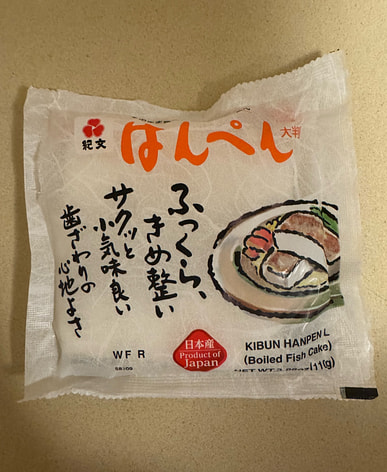 紀文
はんぺん
大判
ふっくら、
きめ整い
サクッと
小気味良い
歯ざわりの
心地よさ
日本産
Product of
Japan
WF R
KIBUN HANPEN L
(Boiled Fish Cake)